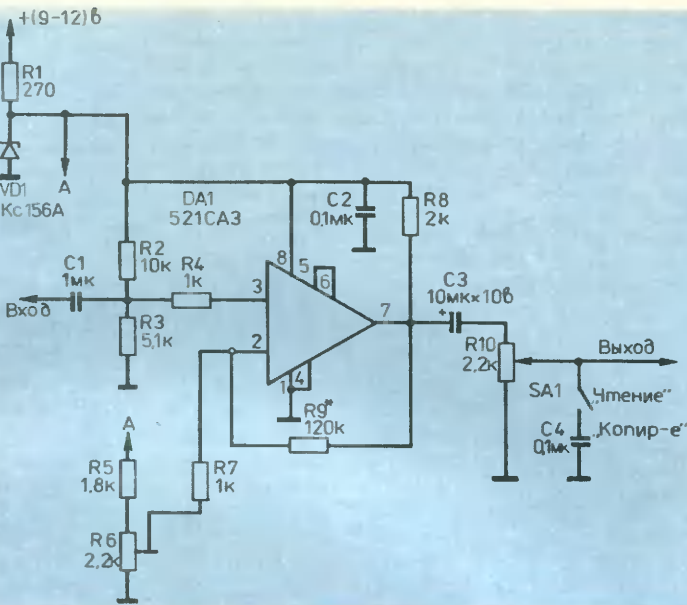 +(9-12)в
R1
270
А
VD1
Кс156А
DA1
521СА3
C2
0,1мк
R8
2к
C1
1мк
R2
10к
R4
1к
8
5
6
3
2
7
1
4
C3
10мк×10в
+
Вход
R3
5,1к
R10
2,2к
Выход
SA1
„Чтение"
R9*
120к
C4
0,1мк
„Копир-е"
А
R5
1,8к
R7
1к
R6
2,2к